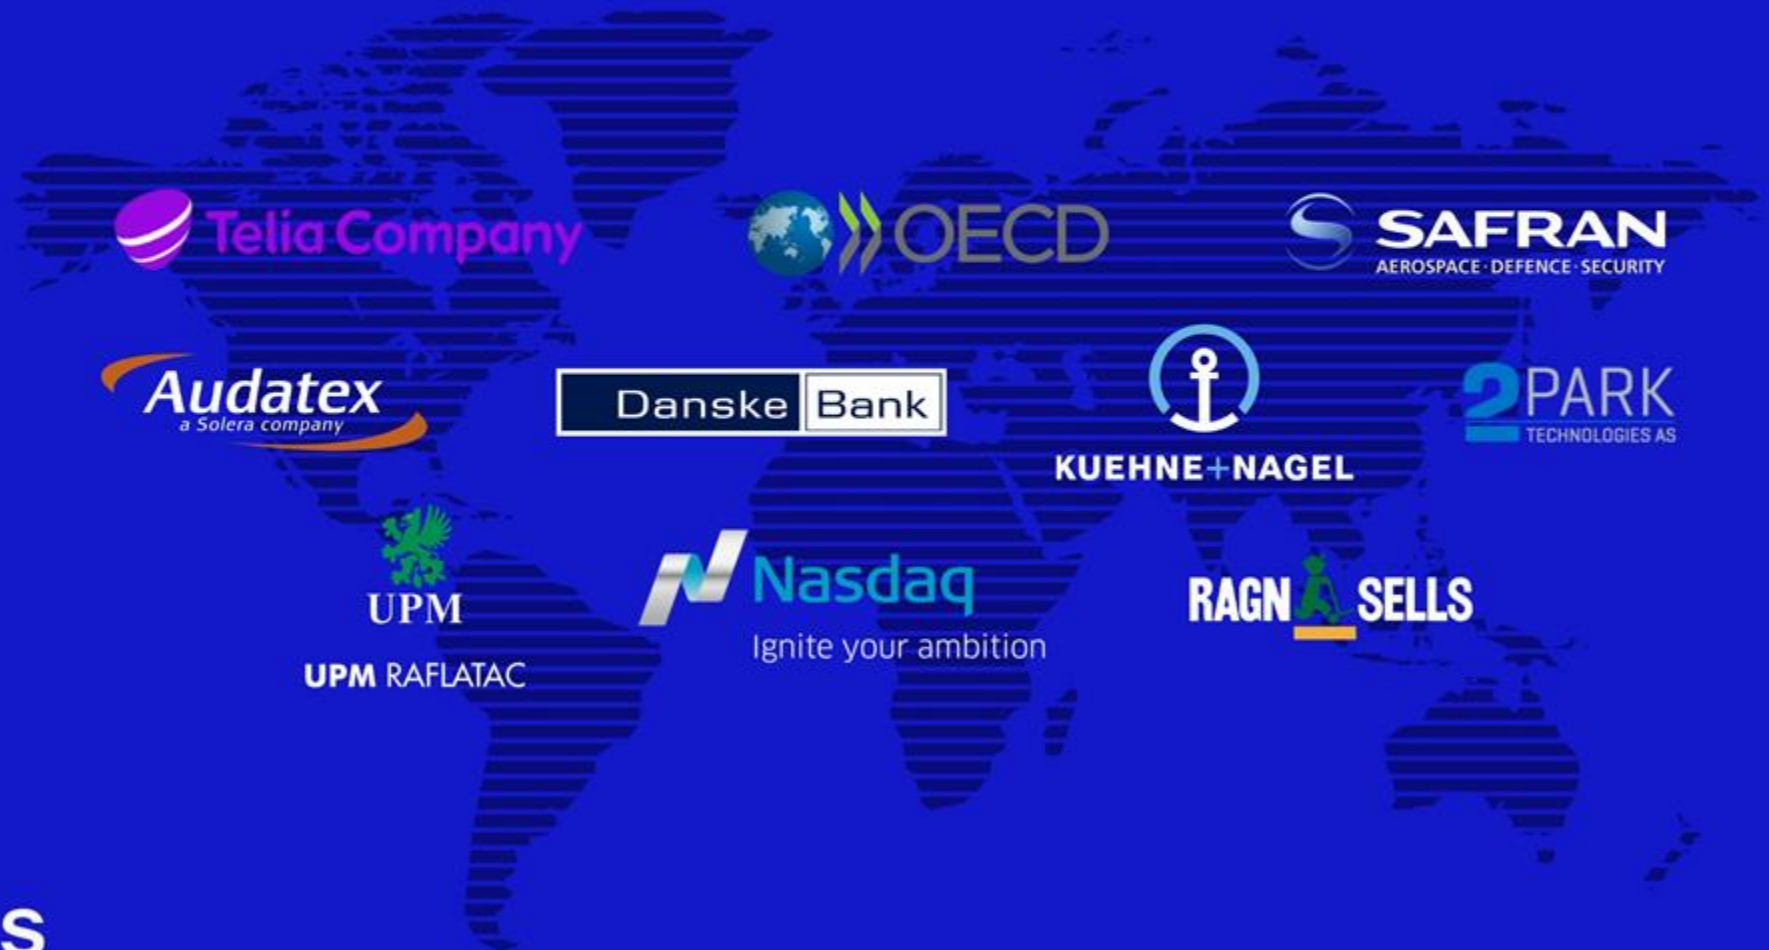 Telia Company
OECD
SAFRAN
AEROSPACE · DEFENCE · SECURITY
Audatex
a Solera company
Danske Bank
KUEHNE+NAGEL
2PARK
TECHNOLOGIES AS
UPM
UPM RAFLATAC
Nasdaq
Ignite your ambition
RAGN SELLS
s